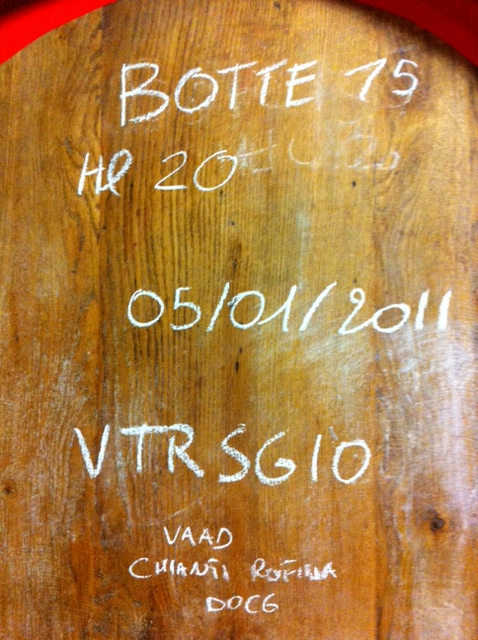 BOTTE 15
Hl 20
05/01/2011
VTRSG10
VAAD
CHIANTI RUFINA
DOCG